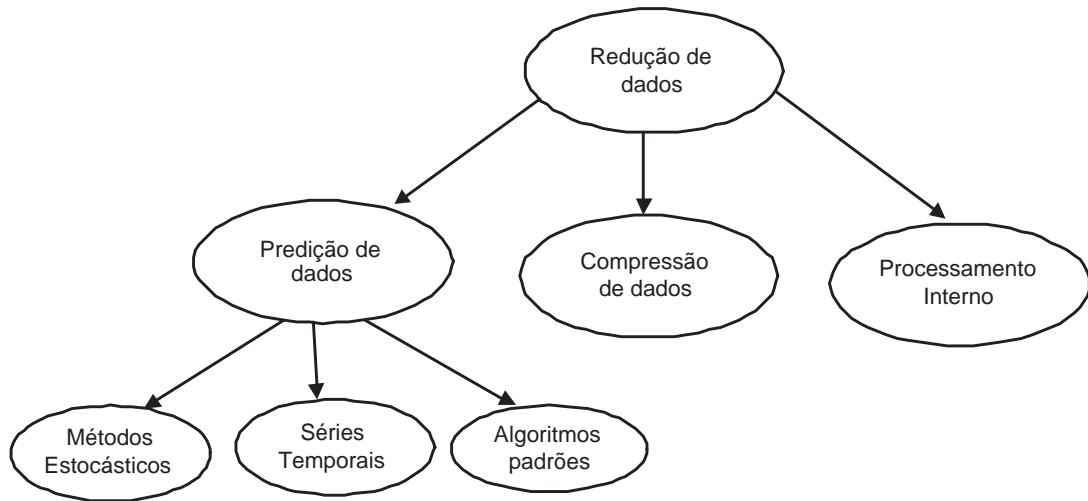 Redução de
dados
Predição de
dados
Compressão
de dados
Processamento
Interno
Métodos
Estocásticos
Séries
Temporais
Algoritmos
padrões